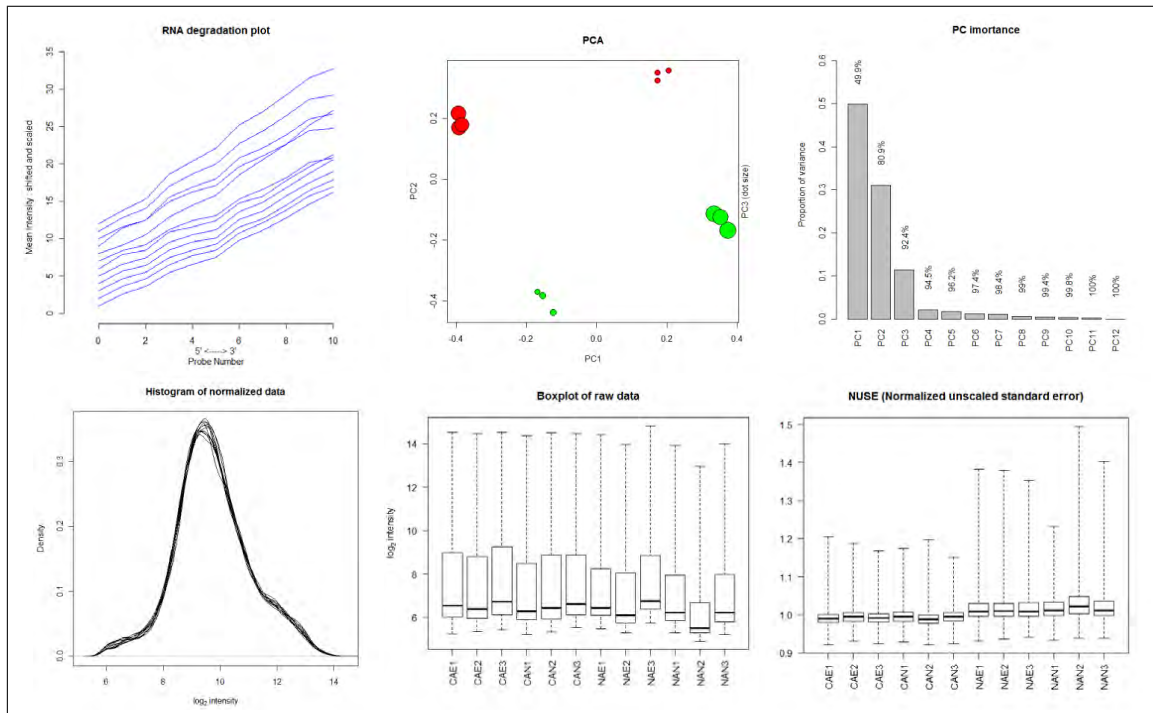 RNA degradation plot
Mean Intensity : shifted and scaled
35
30
25
20
15
10
5
0
0 2 4 6 8 10
5' <-----> 3'
Probe Number
PCA
PC2
0.2
0.0
-0.2
-0.4
-0.4 -0.2 0.0 0.2 0.4
PC1
PC3 (dot size)
PC imortance
Proportion of variance
0.6
0.5
0.4
0.3
0.2
0.1
0.0
49.9% 80.9% 92.4% 94.5% 96.2% 97.4% 98.4% 99% 99.4% 99.8% 100% 100%
PC1 PC2 PC3 PC4 PC5 PC6 PC7 PC8 PC9 PC10 PC11 PC12
Histogram of normalized data
Density
0.3
0.2
0.1
0.0
6 8 10 12 14
log2 intensity
Boxplot of raw data
log2 intensity
14
12
10
8
6
CAE1 CAE2 CAE3 CAN1 CAN2 CAN3 NAE1 NAE2 NAE3 NAN1 NAN2 NAN3
NUSE (Normalized unscaled standard error)
1.5
1.4
1.3
1.2
1.1
1.0
0.9
CAE1 CAE2 CAE3 CAN1 CAN2 CAN3 NAE1 NAE2 NAE3 NAN1 NAN2 NAN3